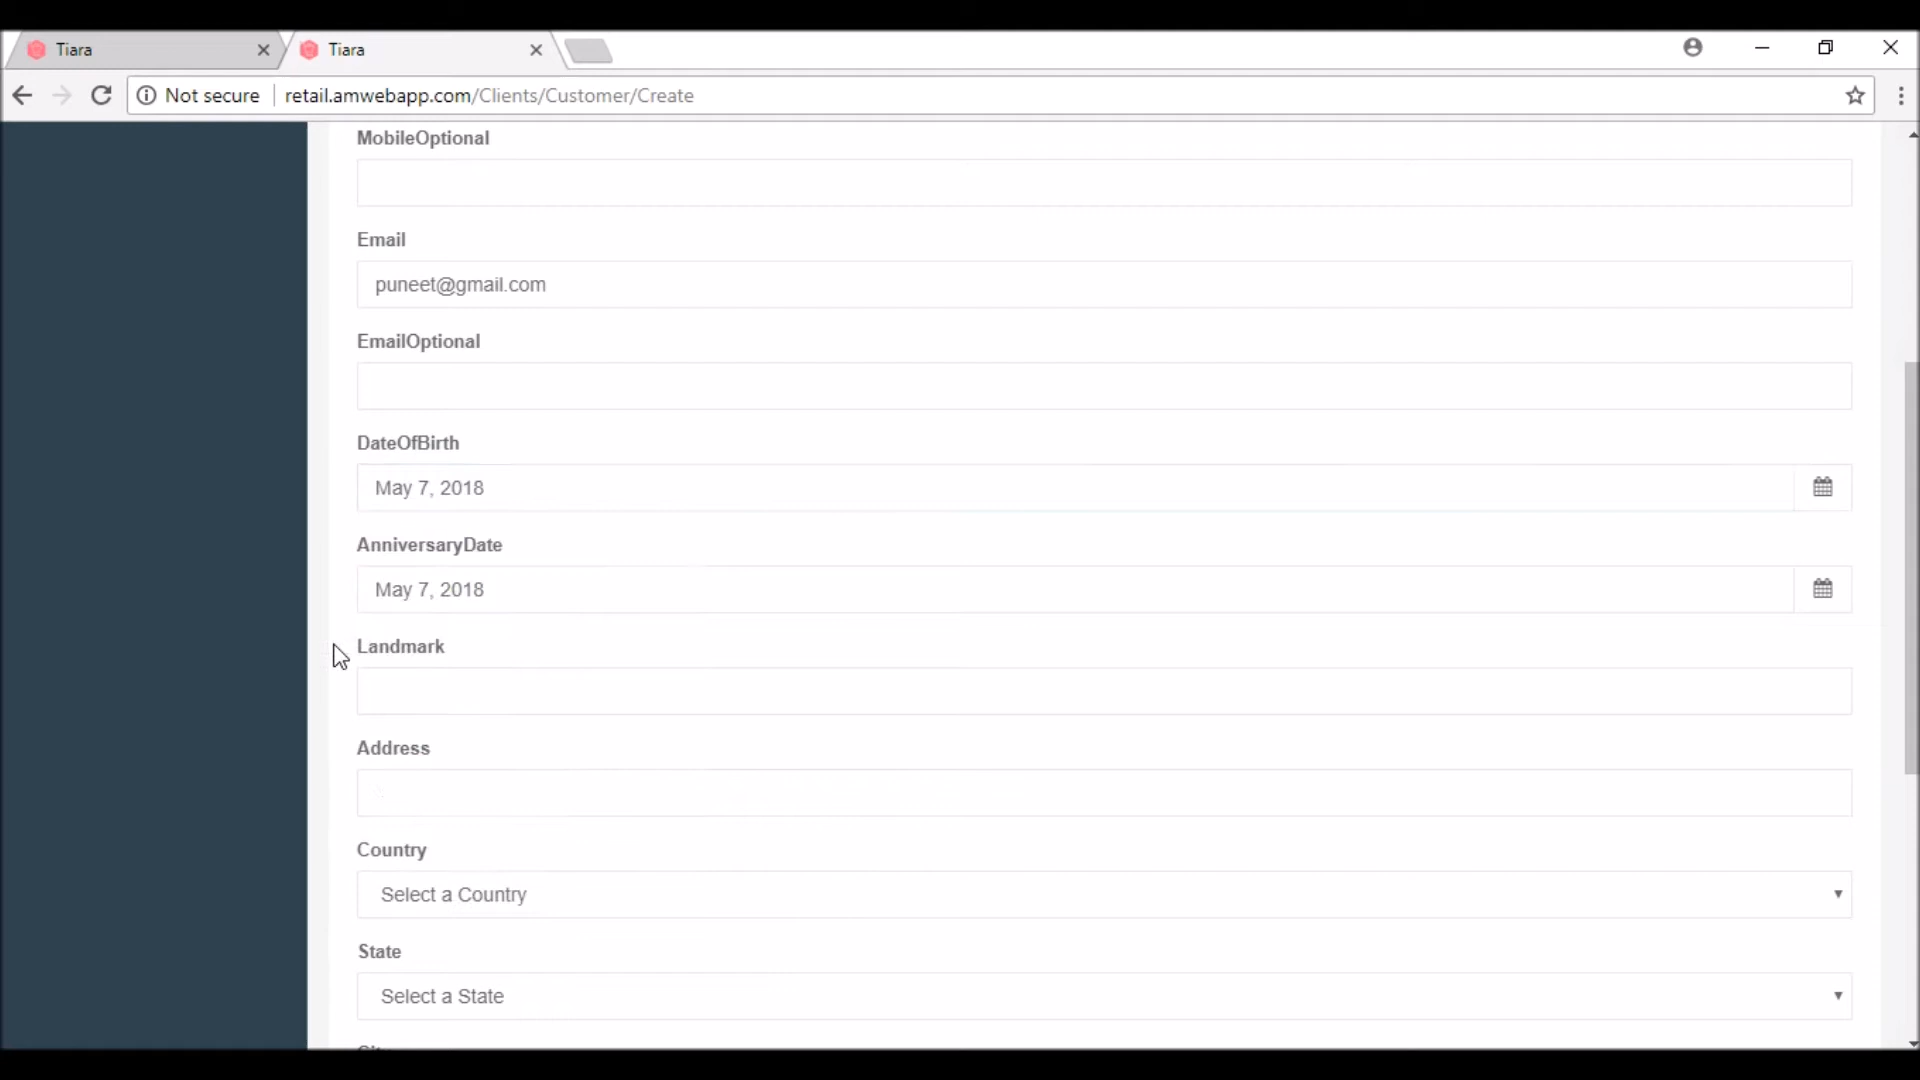 Tiara
Tiara
Not secure retail.amwebapp.com/Clients/Customer/Create
MobileOptional
Email
puneet@gmail.com
EmailOptional
DateOfBirth
May 7, 2018
AnniversaryDate
May 7, 2018
Landmark
Address
Country
Select a Country
State
Select a State